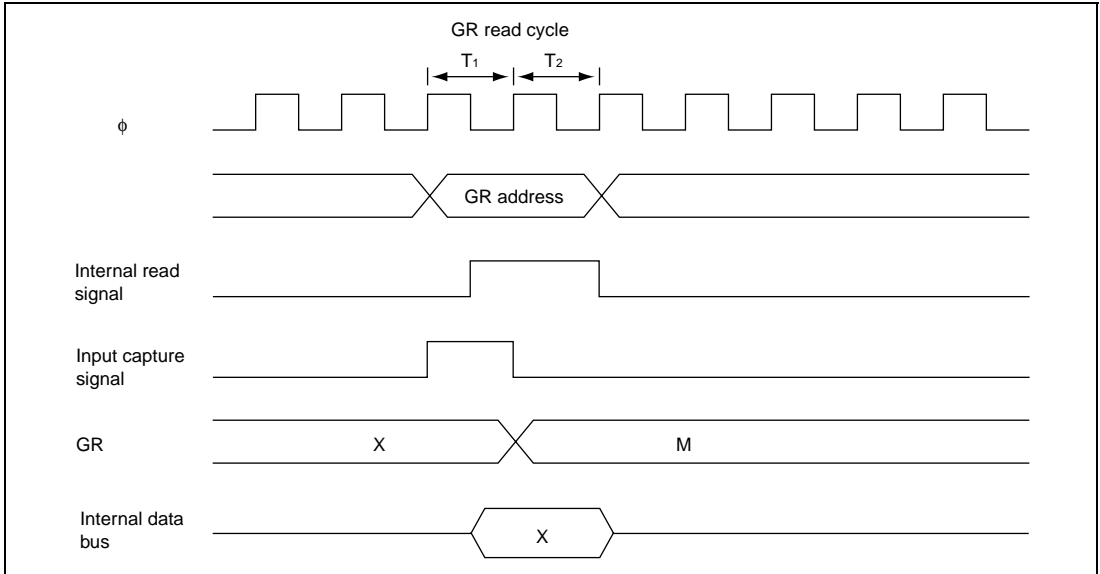 GR read cycle
T1 T2
ϕ
GR address
Internal read
signal
Input capture
signal
GR X M
Internal data
bus X